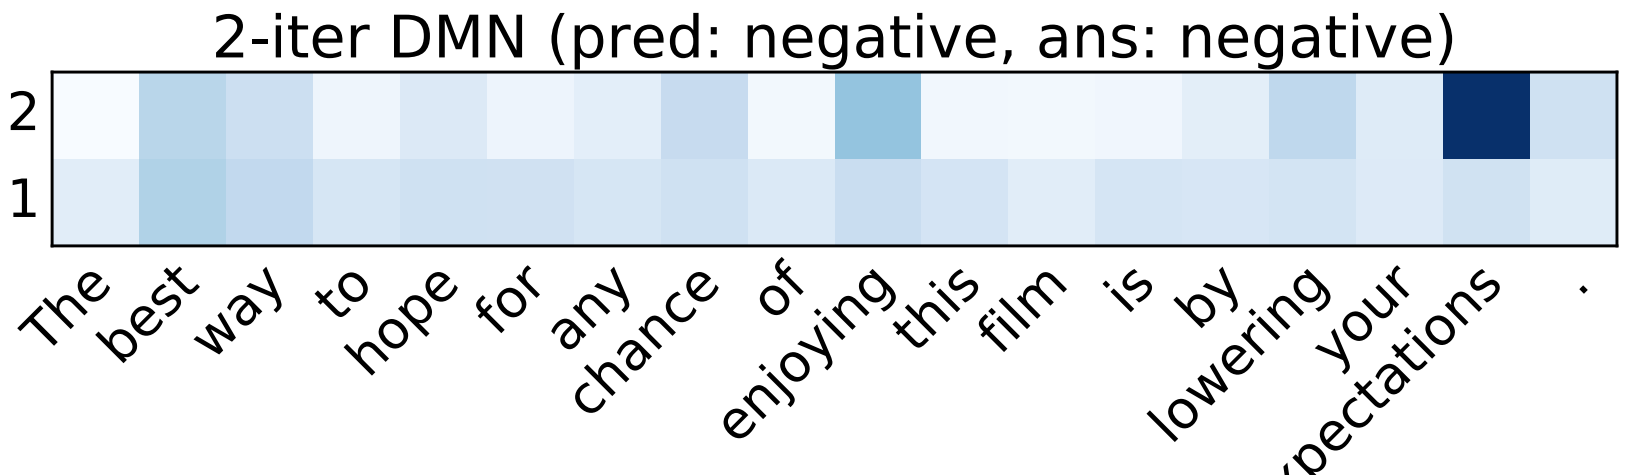 2-iter DMN (pred: negative, ans: negative)
2
1
The best way to hope for any chance of enjoying this film is by lowering your xpectations .